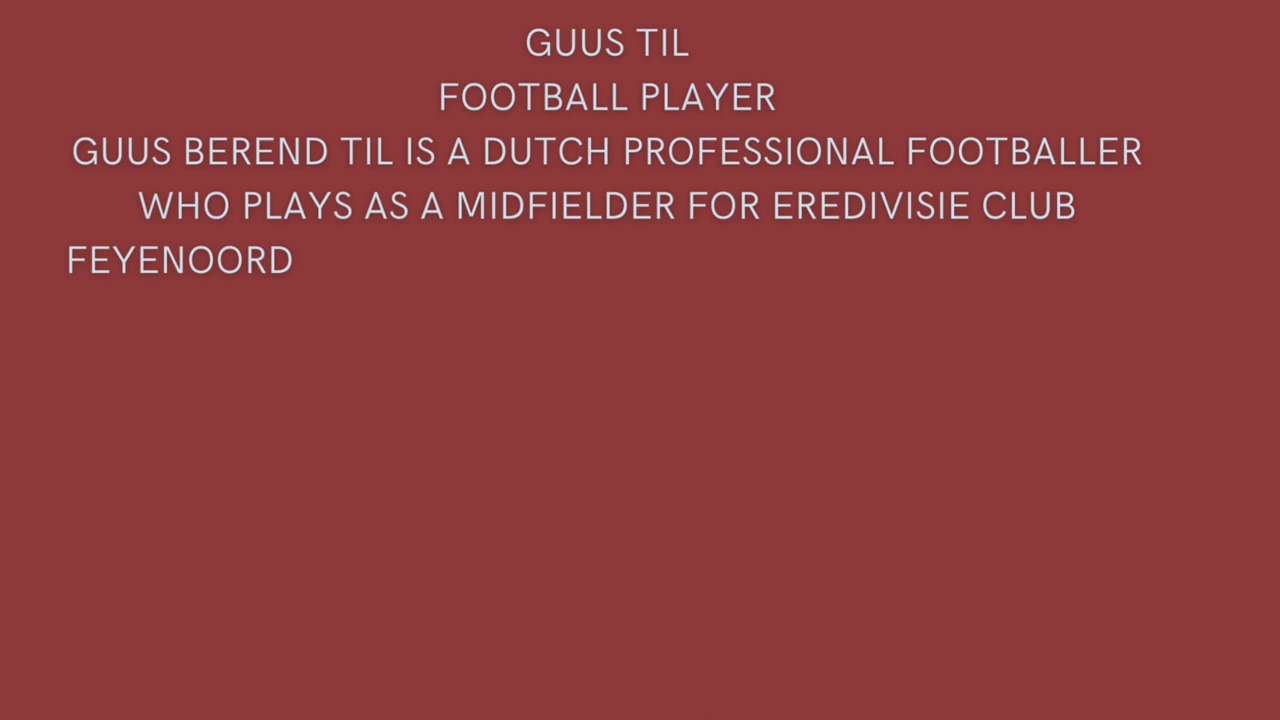 GUUS TIL
FOOTBALL PLAYER
GUUS BEREND TIL IS A DUTCH PROFESSIONAL FOOTBALLER
WHO PLAYS AS A MIDFIELDER FOR EREDIVISIE CLUB
FEYENOORD